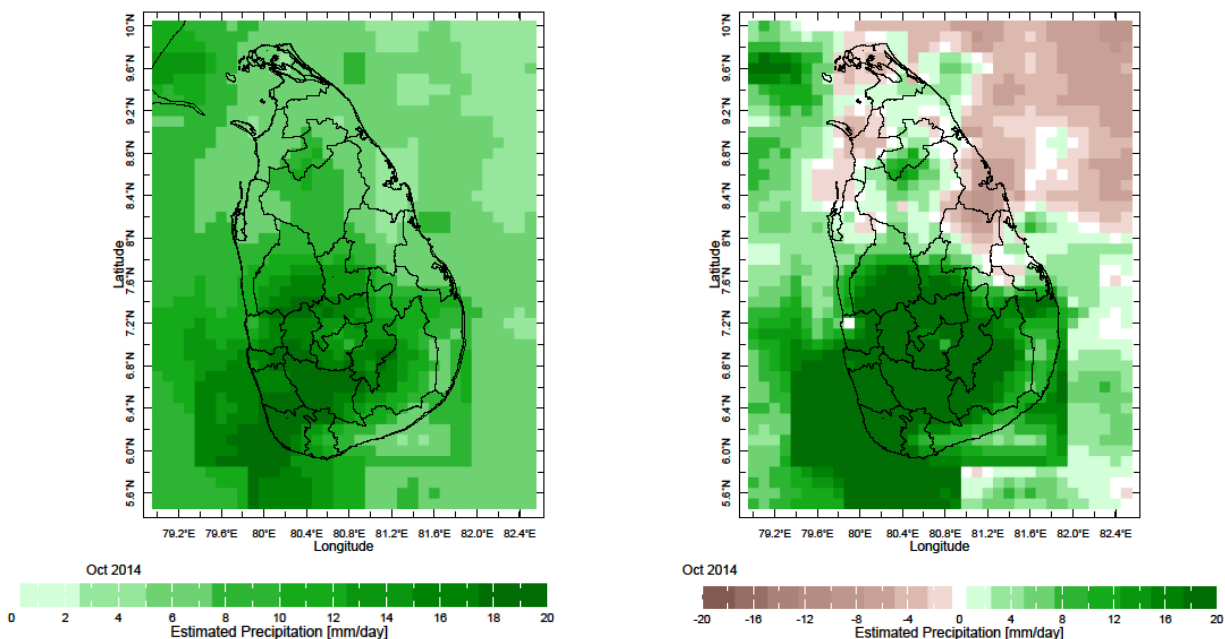 10°N
9.6°N
9.2°N
8.8°N
8.4°N
8°N
7.6°N
7.2°N
6.8°N
6.4°N
6.0°N
5.6°N
Latitude
79.2°E 79.6°E 80°E 80.4°E 80.8°E 81.2°E 81.6°E 82.0°E 82.4°E
Longitude
Oct 2014
0 2 4 6 8 10 12 14 16 18 20
Estimated Precipitation [mm/day]
10°N
9.6°N
9.2°N
8.8°N
8.4°N
8°N
7.6°N
7.2°N
6.8°N
6.4°N
6.0°N
5.6°N
Latitude
79.2°E 79.6°E 80°E 80.4°E 80.8°E 81.2°E 81.6°E 82.0°E 82.4°E
Longitude
Oct 2014
-20 -16 -12 -8 -4 0 4 8 12 16 20
Estimated Precipitation [mm/day]